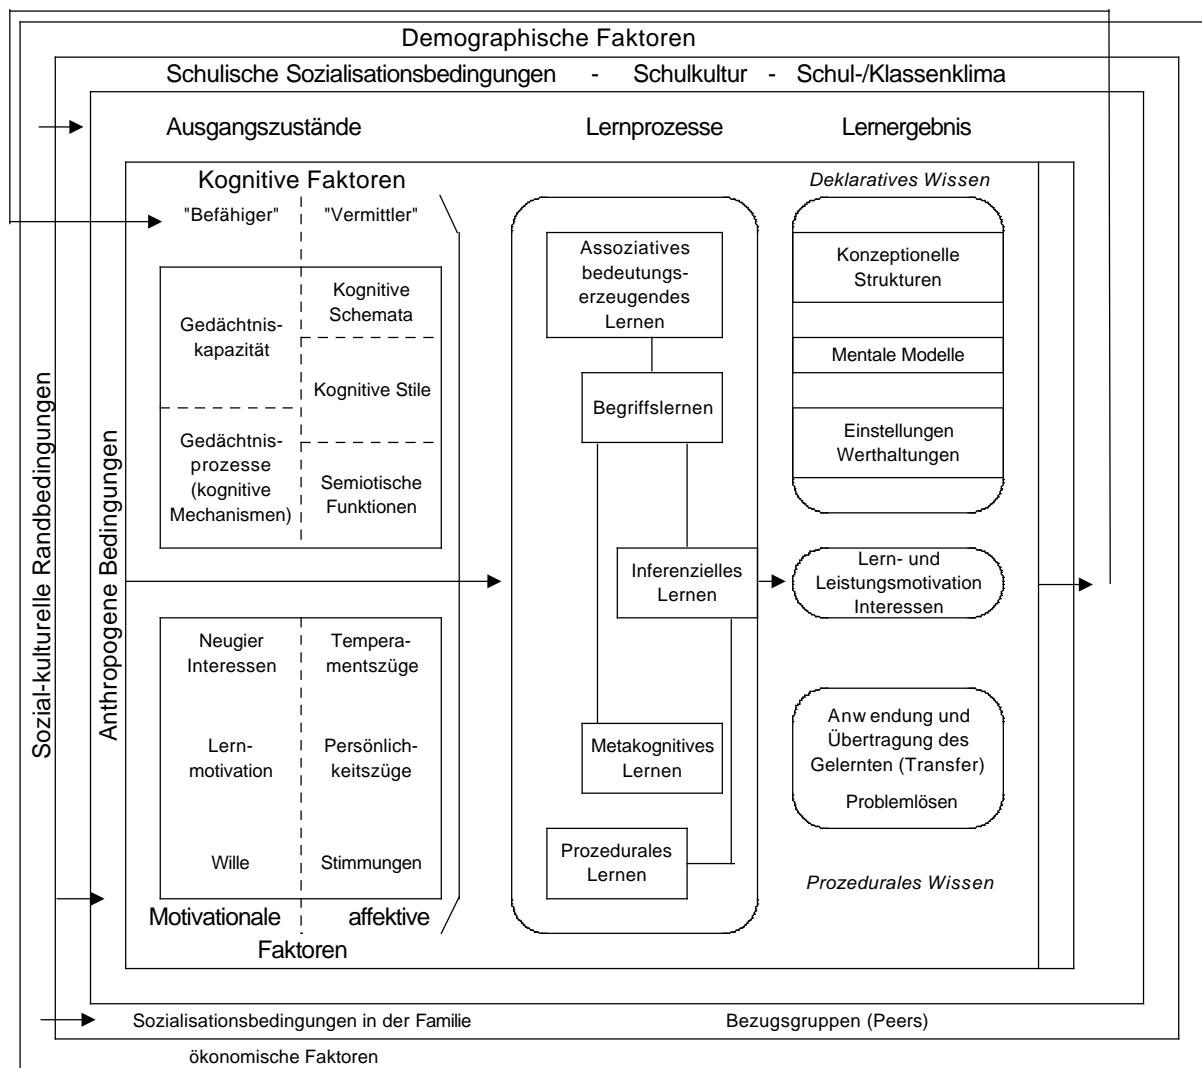 Demographische Faktoren
Schulische Sozialisationsbedingungen - Schulkultur - Schul-/Klassenklima
Ausgangszustände
Lernprozesse
Lernergebnis
Sozial-kulturelle Randbedingungen
Anthropogene Bedingungen
Kognitive Faktoren
"Befähiger"
"Vermittler"
Gedächtnis-
kapazität
Gedächtnis-
prozesse
(kognitive
Mechanismen)
Kognitive
Schemata
Kognitive Stile
Semiotische
Funktionen
Neugier
Interessen
Lern-
motivation
Wille
Tempera-
mentszüge
Persönlich-
keitszüge
Stimmungen
Motivationale affektive
Faktoren
Assoziatives
bedeutungs-
erzeugendes
Lernen
Begriffslernen
Inferenzielles
Lernen
Metakognitives
Lernen
Prozedurales
Lernen
Deklaratives Wissen
Konzeptionelle
Strukturen
Mentale Modelle
Einstellungen
Werthaltungen
Lern- und
Leistungsmotivation
Interessen
Anwendung und
Übertragung des
Gelernten (Transfer)
Problemlösen
Prozedurales Wissen
Sozialisationsbedingungen in der Familie
Bezugsgruppen (Peers)
ökonomische Faktoren